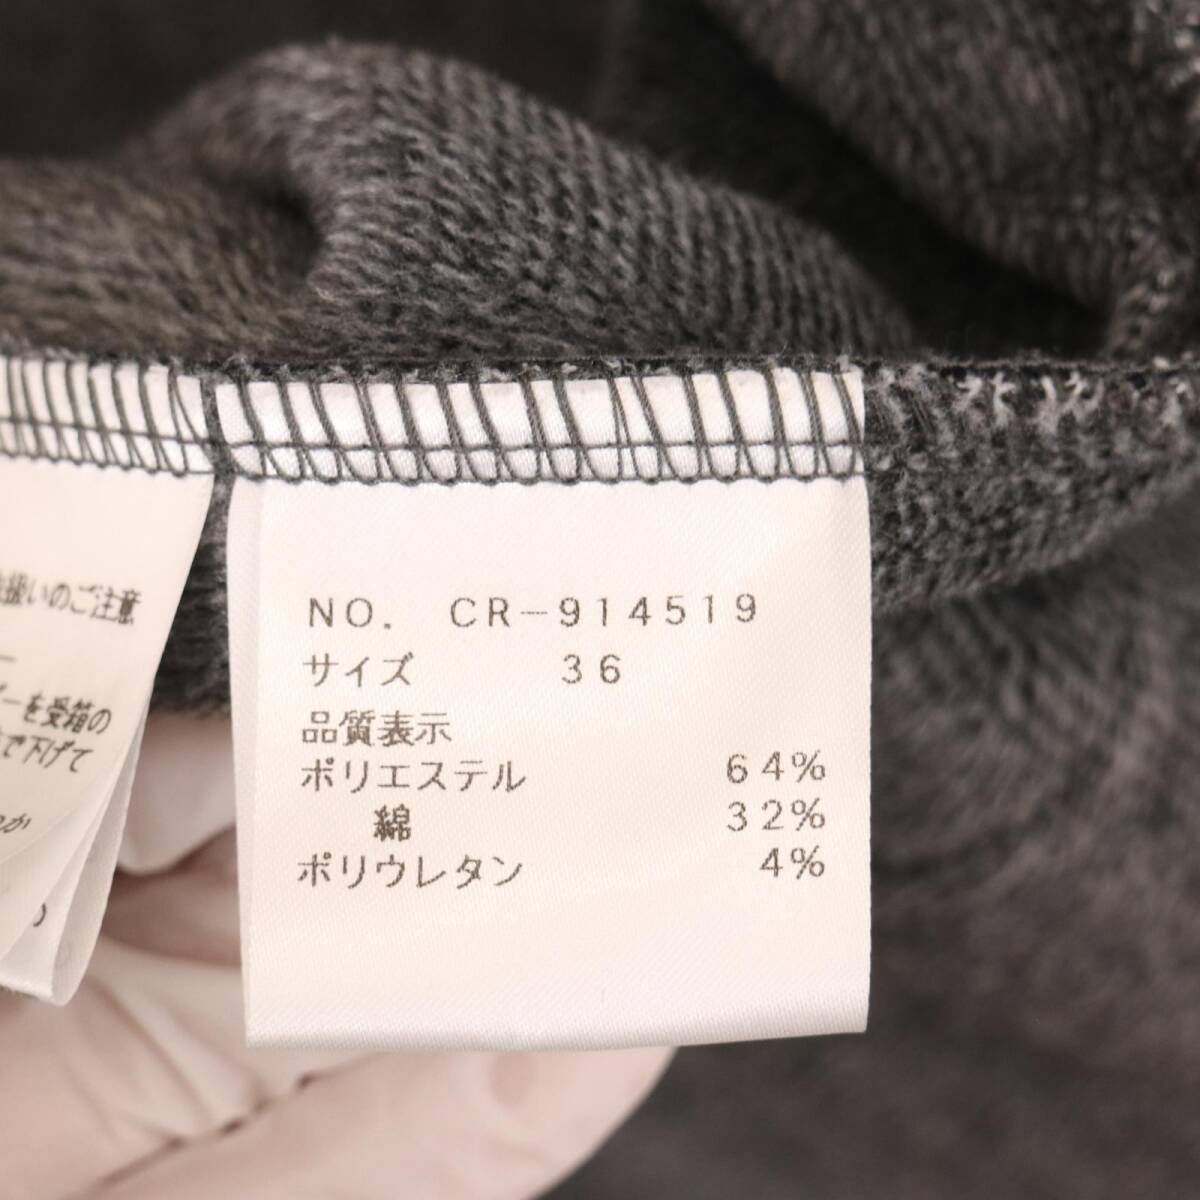 扱いのご注意
ーを受箱の
で下げて
か
NO. CR-914519
サイズ 36
品質表示
ポリエステル 64%
綿 32%
ポリウレタン 4%